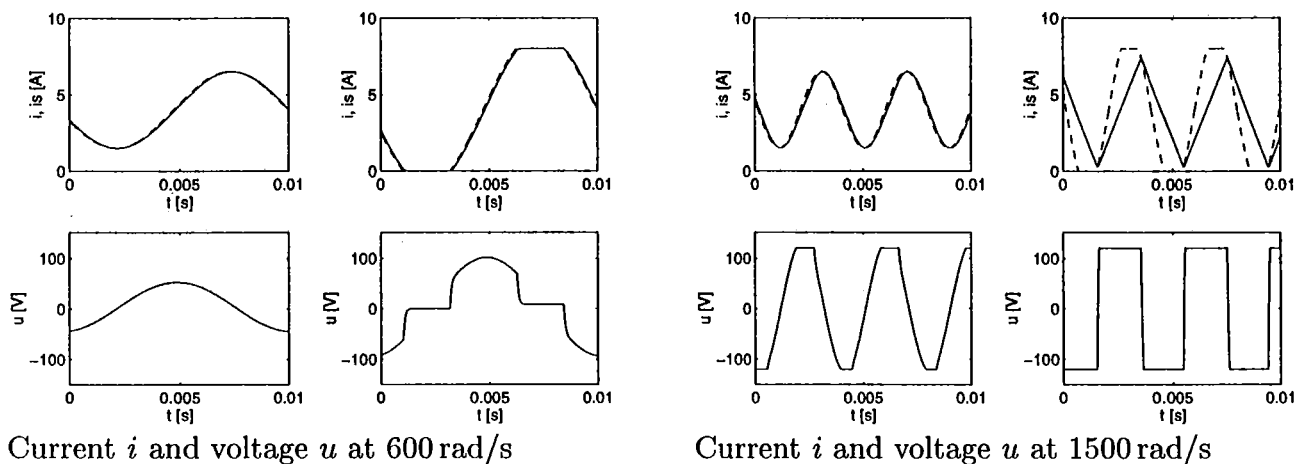 10
5
0
i, is [A]
0
0.005
0.01
t [s]
10
5
0
i, is [A]
0
0.005
0.01
t [s]
10
5
0
i, is [A]
0
0.005
0.01
t [s]
10
5
0
i, is [A]
0
0.005
0.01
t [s]
100
0
−100
u [V]
0
0.005
0.01
t [s]
100
0
−100
u [V]
0
0.005
0.01
t [s]
100
0
−100
u [V]
0
0.005
0.01
t [s]
100
0
−100
u [V]
0
0.005
0.01
t [s]
Current i and voltage u at 600 rad/s
Current i and voltage u at 1500 rad/s